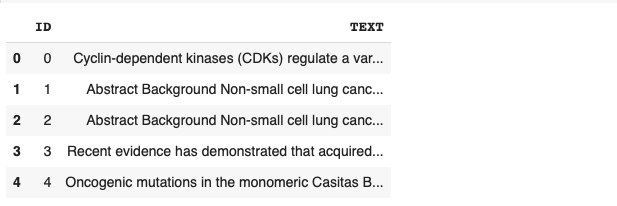 ID TEXT
0 0 Cyclin-dependent kinases (CDKs) regulate a var...
1 1 Abstract Background Non-small cell lung canc...
2 2 Abstract Background Non-small cell lung canc...
3 3 Recent evidence has demonstrated that acquired...
4 4 Oncogenic mutations in the monomeric Casitas B...